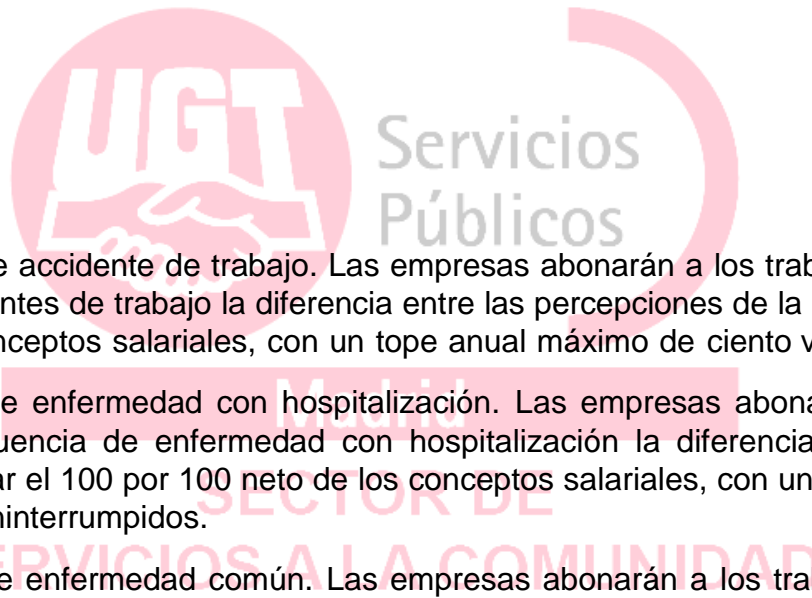 UGT
Servicios
Públicos
e accidente de trabajo. Las empresas abonarán a los trab
entes de trabajo la diferencia entre las percepciones de la
nceptos salariales, con un tope anual máximo de ciento v
Madrid
e enfermedad con hospitalización. Las empresas abona
uencia de enfermedad con hospitalización la diferencia
ar el 100 por 100 neto de los conceptos salariales, con un
SECTOR DE
ninterrumpidos.
ERVICIOS A LA COMUNIDAD
e enfermedad común. Las empresas abonarán a los trab